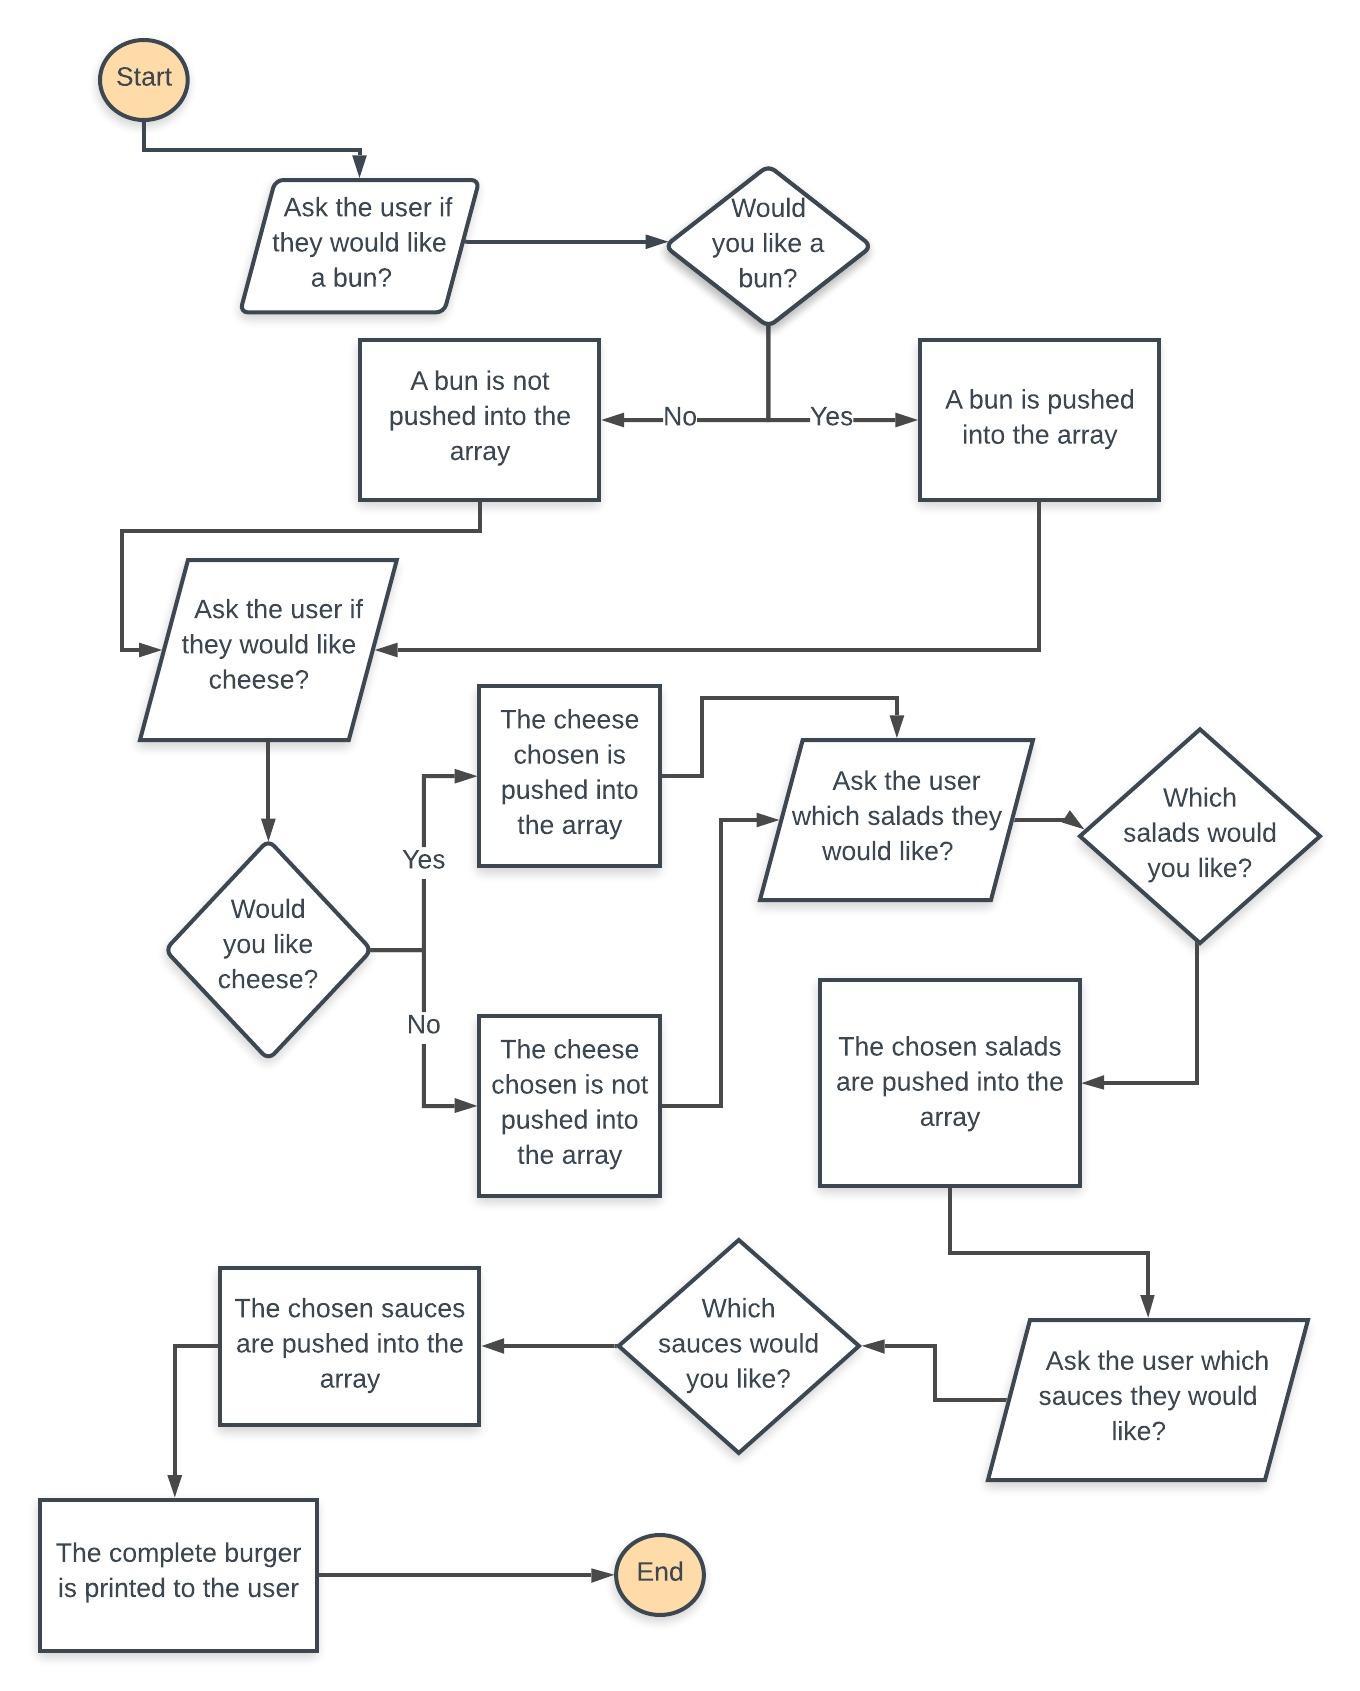 Start
Ask the user if
they would like
a bun?
Would
you like a
bun?
A bun is not
pushed into the
array
No
Yes
A bun is pushed
into the array
Ask the user if
they would like
cheese?
The cheese
chosen is
pushed into
the array
Ask the user
which salads they
would like?
Which
salads would
you like?
Yes
Would
you like
cheese?
No
The cheese
chosen is not
pushed into
the array
The chosen salads
are pushed into the
array
The chosen sauces
are pushed into the
array
Which
sauces would
you like?
Ask the user which
sauces they would
like?
The complete burger
is printed to the user
End